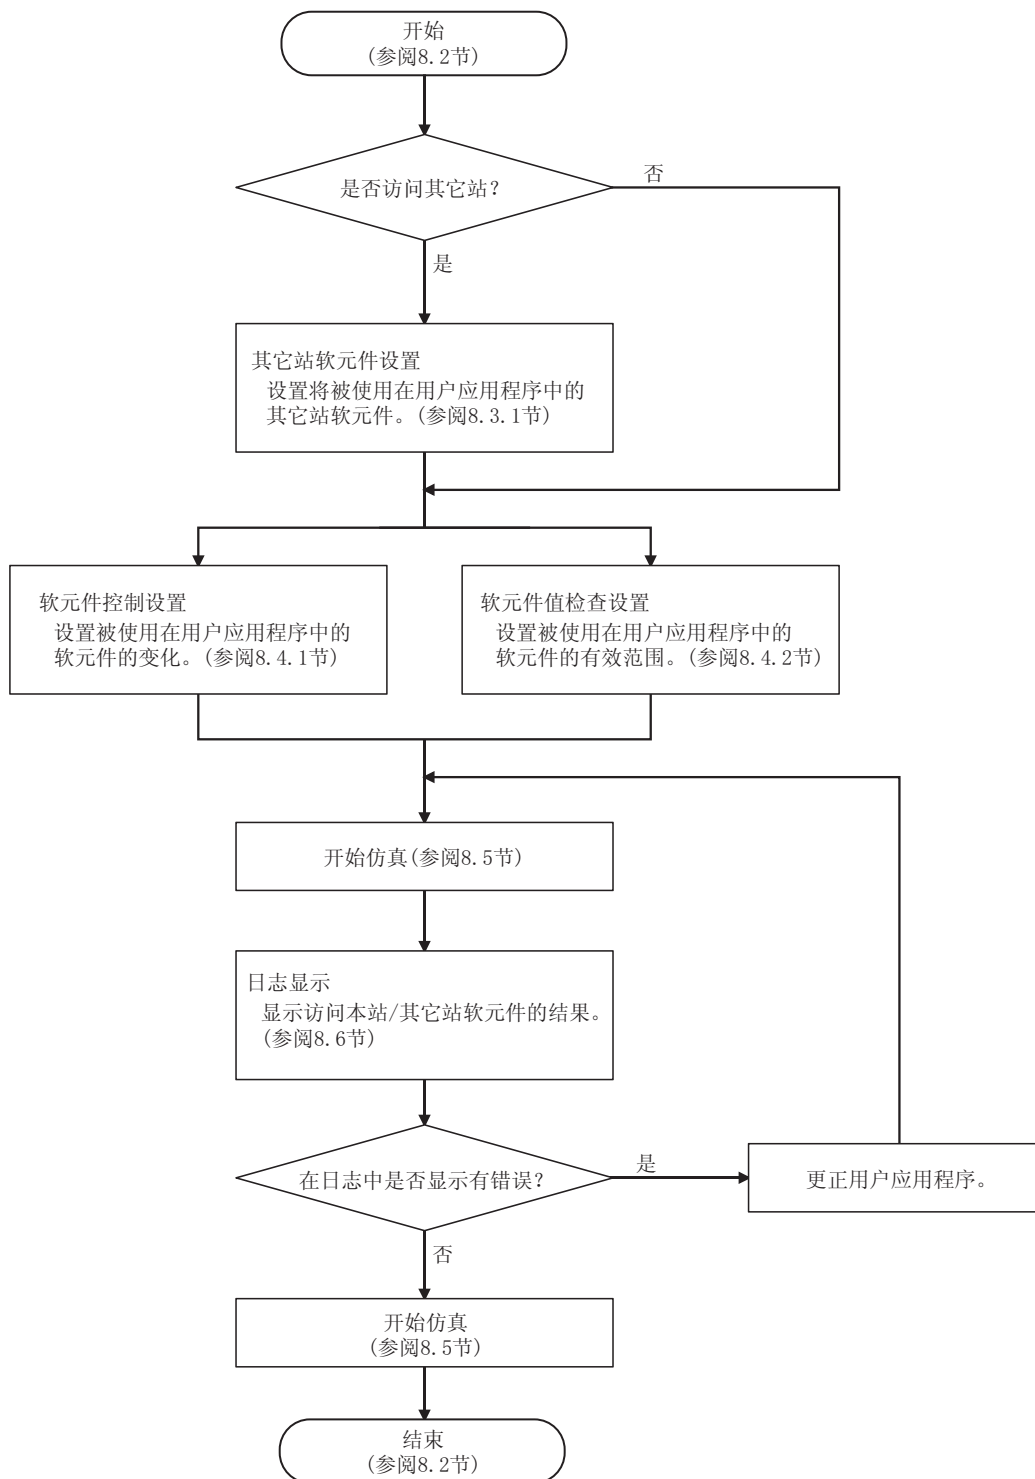 开始
(参阅8.2节)
是否访问其它站？
否
是
其它站软元件设置
设置将被使用在用户应用程序中的
其它站软元件。(参阅8.3.1节)
软元件控制设置
设置被使用在用户应用程序中的
软元件的变化。(参阅8.4.1节)
软元件值检查设置
设置被使用在用户应用程序中的
软元件的有效范围。(参阅8.4.2节)
开始仿真(参阅8.5节)
日志显示
显示访问本站/其它站软元件的结果。
(参阅8.6节)
在日志中是否显示有错误？
是
更正用户应用程序。
否
开始仿真
(参阅8.5节)
结束
(参阅8.2节)